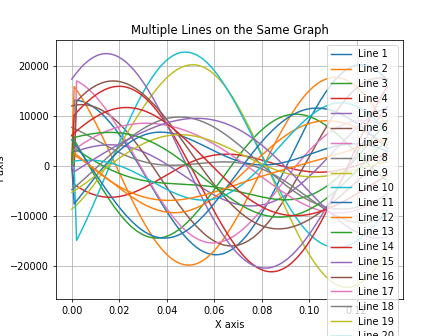 Multiple Lines on the Same Graph
20000
10000
0
−10000
−20000
0.00 0.02 0.04 0.06 0.08 0.10
X axis
Line 1
Line 2
Line 3
Line 4
Line 5
Line 6
Line 7
Line 8
Line 9
Line 10
Line 11
Line 12
Line 13
Line 14
Line 15
Line 16
Line 17
Line 18
Line 19
Line 20